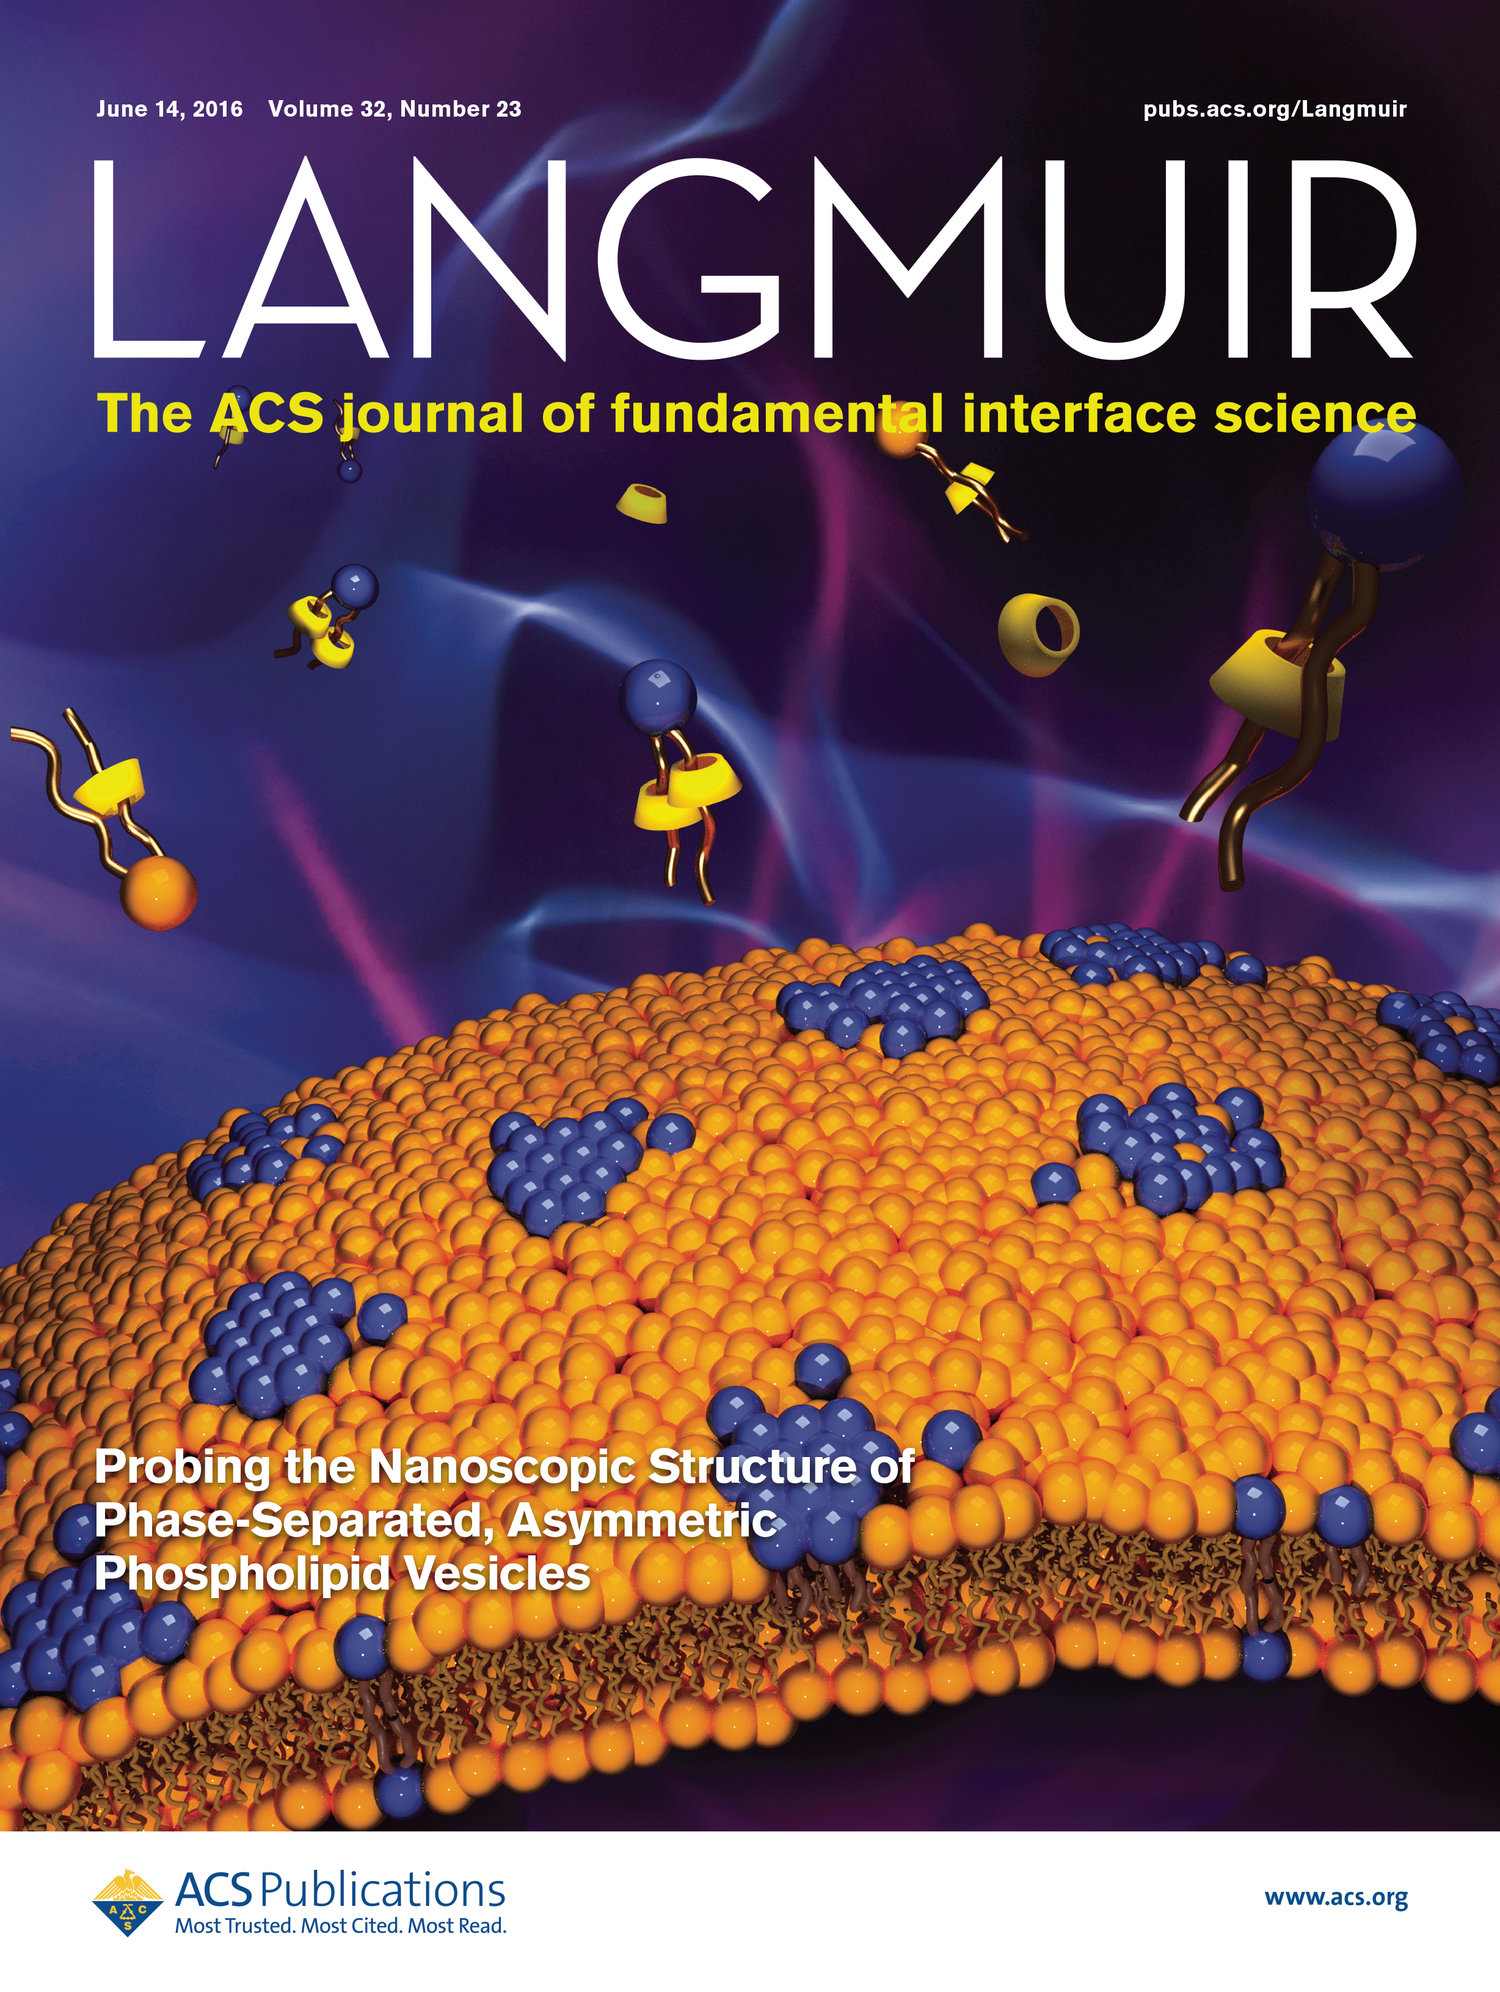 June 14, 2016 Volume 32, Number 23
pubs.acs.org/Langmuir
LANGMUIR
The ACS journal of fundamental interface science
Probing the Nanoscopic Structure of
Phase-Separated, Asymmetric
Phospholipid Vesicles
A C S
ACS Publications
Most Trusted. Most Cited. Most Read.
www.acs.org